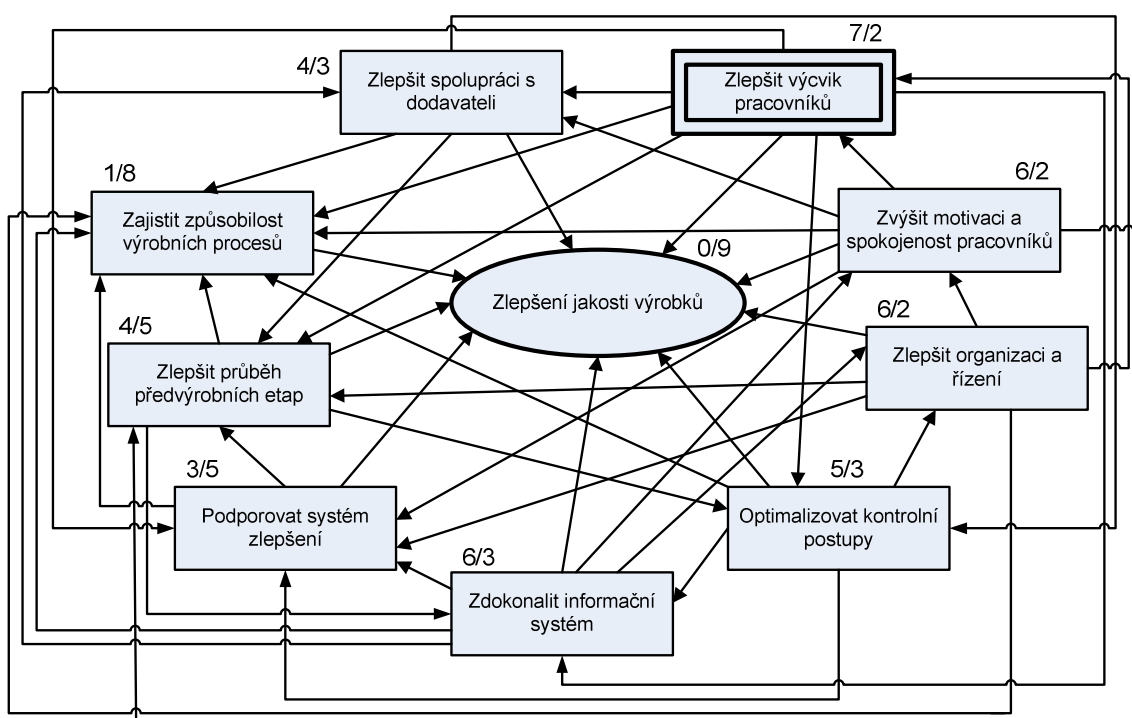 7/2
4/3
Zlepšit spolupráci s
dodavateli
Zlepšit výcvik
pracovníků
1/8
6/2
Zajistit způsobilost
výrobních procesů
Zvýšit motivaci a
spokojenost pracovníků
0/9
Zlepšení jakosti výrobků
4/5
6/2
Zlepšit průběh
předvýrobních etap
Zlepšit organizaci a
řízení
3/5
5/3
Podporovat systém
zlepšení
Optimalizovat kontrolní
postupy
6/3
Zdokonalit informační
systém